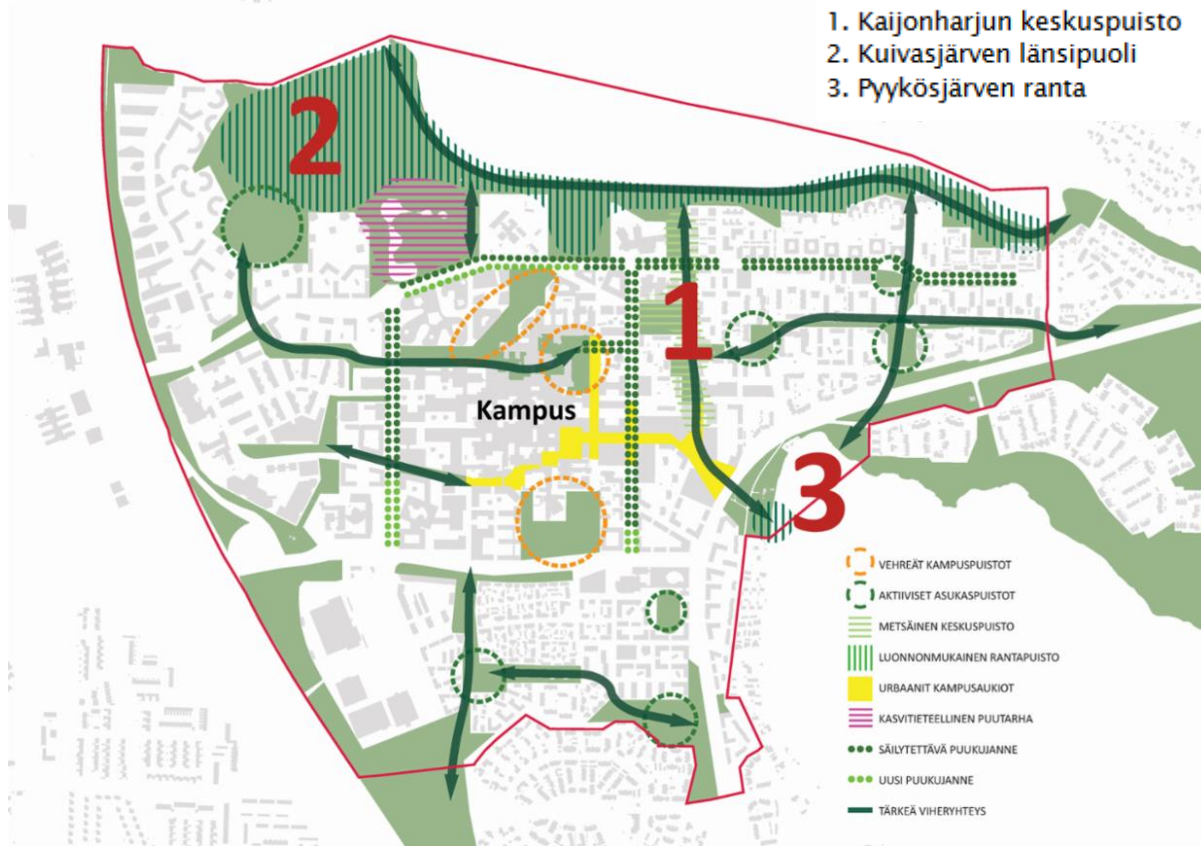 1. Kaijonharjun keskuspuisto
2. Kuivasjärven länsipuoli
3. Pyykösjärven ranta
2
1
Kampus
3
VEHREÄT KAMPUSPUISTOT
AKTIIVISET ASUKASPUISTOT
METSÄINEN KESKUSPUISTO
LUONNONMUKAINEN RANTAPUISTO
URBAANIT KAMPUSAUKIOT
KASVITIETEELLINEN PUUTARHA
SÄILYTETTÄVÄ PUUKUJANNE
UUSI PUUKUJANNE
TÄRKEÄ VIHERYHTEYS